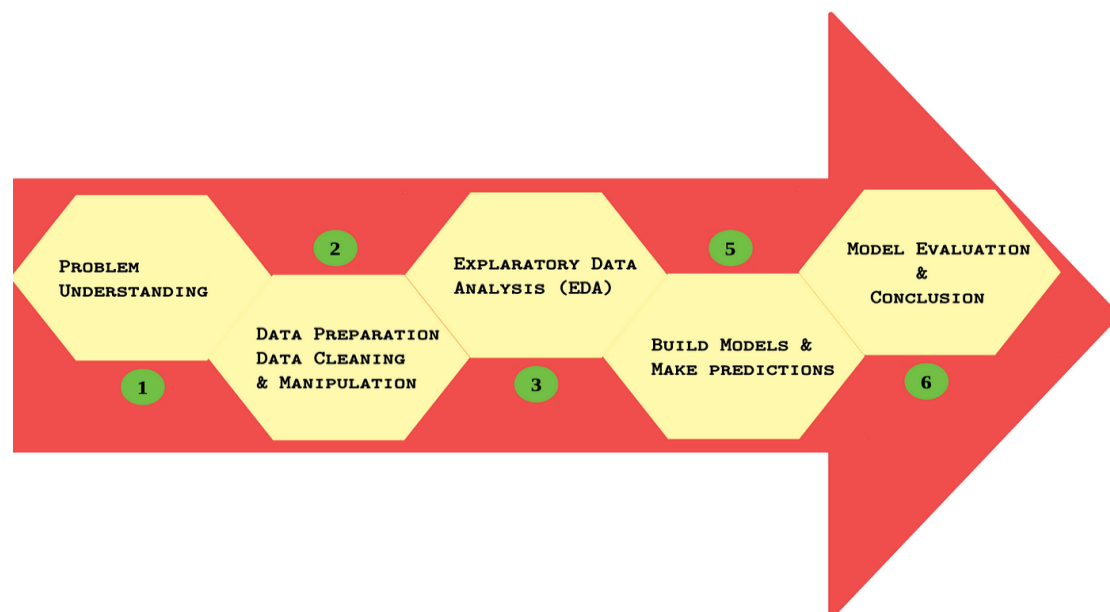 PROBLEM
UNDERSTANDING
1
2
DATA PREPARATION
DATA CLEANING
& MANIPULATION
EXPLARATORY DATA
ANALYSIS (EDA)
3
5
BUILD MODELS &
MAKE PREDICTIONS
MODEL EVALUATION
&
CONCLUSION
6